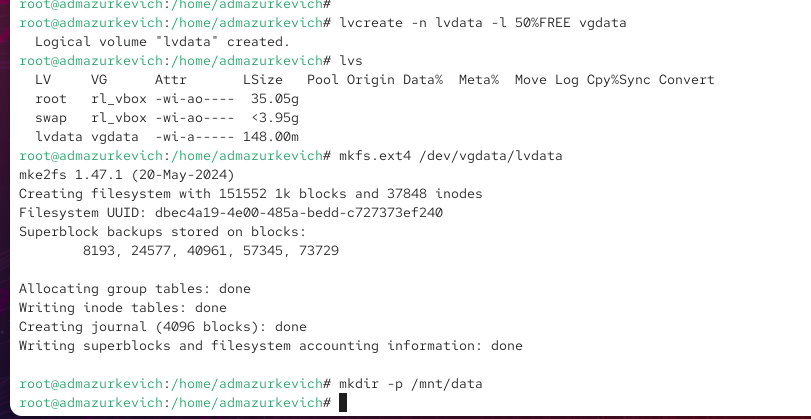 root@admazurkevich:/home/admazurkevich#
root@admazurkevich:/home/admazurkevich# lvcreate -n lvdata -l 50%FREE vgdata
  Logical volume "lvdata" created.
root@admazurkevich:/home/admazurkevich# lvs
  LV     VG      Attr       LSize   Pool Origin Data%  Meta%  Move Log Cpy%Sync Convert
  root   rl_vbox -wi-ao----  35.05g
  swap   rl_vbox -wi-ao----  <3.95g
  lvdata vgdata  -wi-a----- 148.00m
root@admazurkevich:/home/admazurkevich# mkfs.ext4 /dev/vgdata/lvdata
mke2fs 1.47.1 (20-May-2024)
Creating filesystem with 151552 1k blocks and 37848 inodes
Filesystem UUID: dbec4a19-4e00-485a-bedd-c727373ef240
Superblock backups stored on blocks:
        8193, 24577, 40961, 57345, 73729

Allocating group tables: done
Writing inode tables: done
Creating journal (4096 blocks): done
Writing superblocks and filesystem accounting information: done

root@admazurkevich:/home/admazurkevich# mkdir -p /mnt/data
root@admazurkevich:/home/admazurkevich#